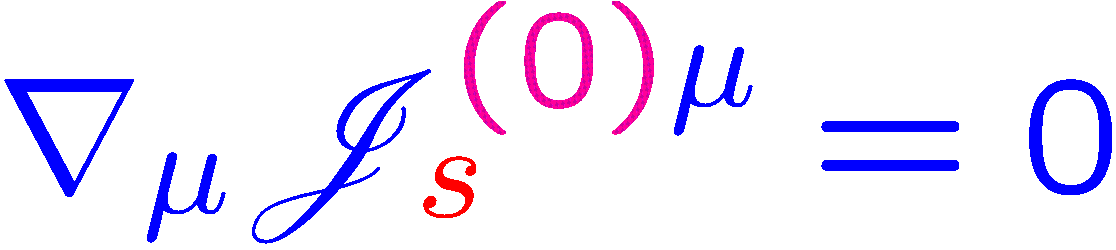 ∇_μ 𝒥_s^{(0)μ} = 0